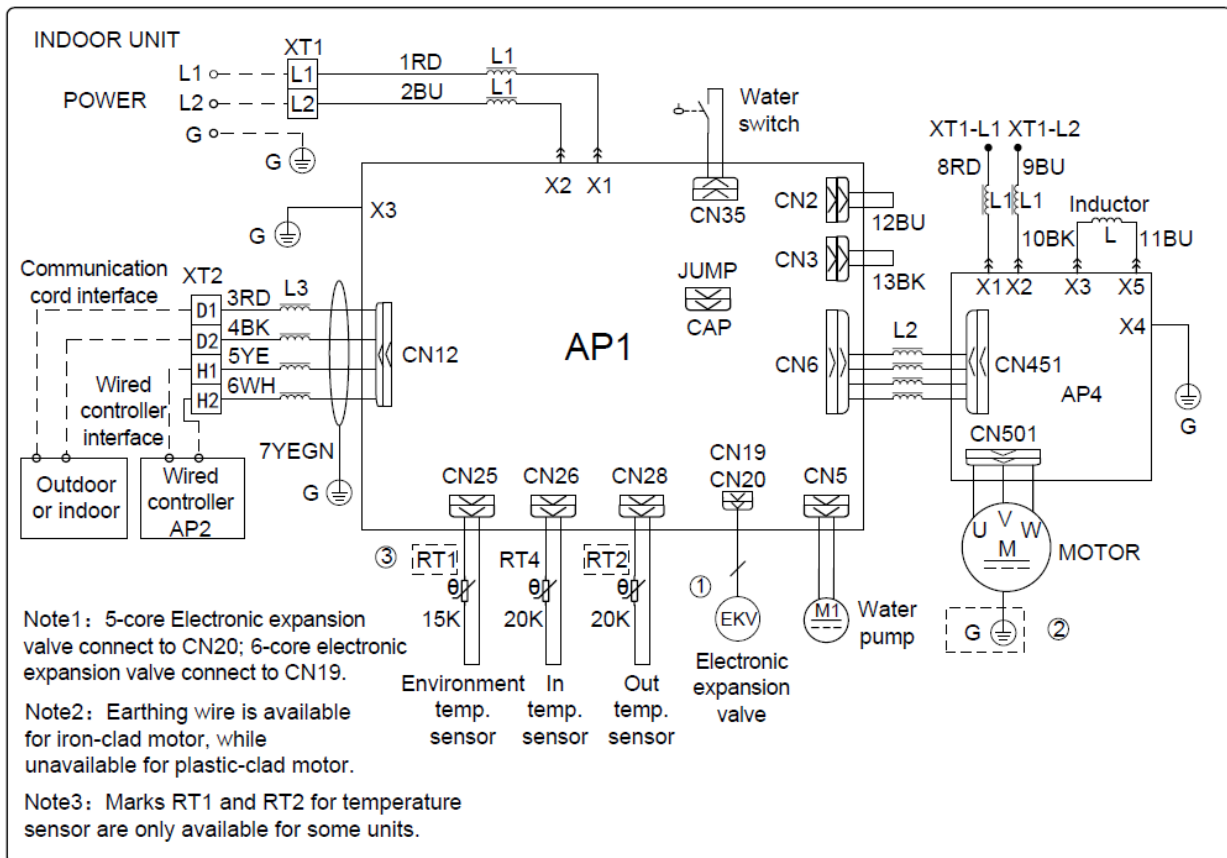 INDOOR UNIT
XT1
L1
L1
1RD
L1
POWER
L2
L2
2BU
L1
G
G
X2
X1
Water
switch
CN35
XT1-L1
XT1-L2
8RD
9BU
L1
L1
Inductor
10BK
L
11BU
X1
X2
X3
X5
X4
X3
G
CN2
12BU
CN3
13BK
JUMP
CAP
Communication
cord interface
XT2
D1
3RD
L3
D2
4BK
H1
5YE
H2
6WH
CN12
AP1
CN6
L2
CN451
AP4
G
Wired
controller
interface
7YEGN
G
Outdoor
or indoor
Wired
controller
AP2
CN25
CN26
CN28
CN19
CN20
CN5
CN501
U
V
W
M
MOTOR
G
②
③
RT1
RT4
RT2
θ
θ
θ
15K
20K
20K
①
EKV
M1
Water
pump
Environment
temp.
sensor
In
temp.
sensor
Out
temp.
sensor
Electronic
expansion
valve
Note1：5-core Electronic expansion
valve connect to CN20; 6-core electronic
expansion valve connect to CN19.
Note2：Earthing wire is available
for iron-clad motor, while
unavailable for plastic-clad motor.
Note3：Marks RT1 and RT2 for temperature
sensor are only available for some units.